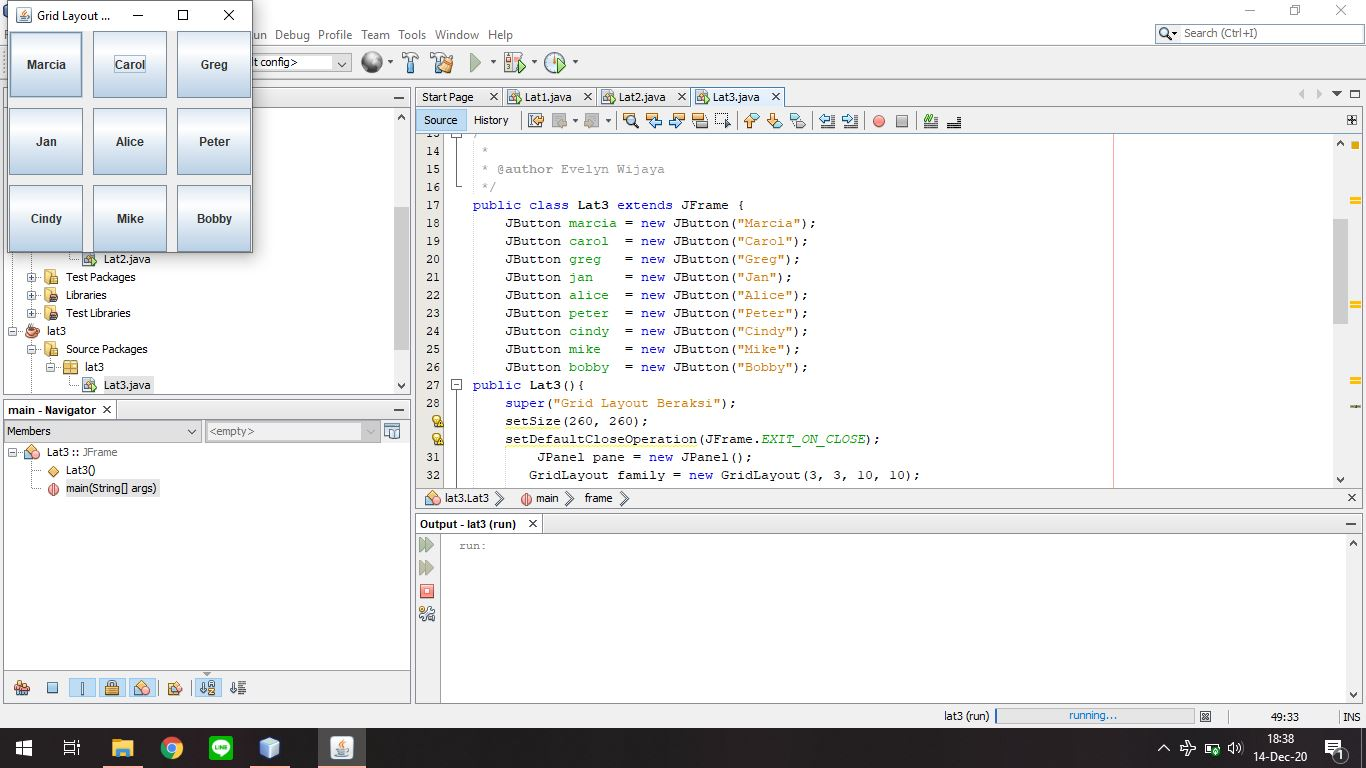 Grid Layout ...
Marcia Carol Greg
Jan Alice Peter
Cindy Mike Bobby
Debug Profile Team Tools Window Help
Search (Ctrl+I)
t config>
Start Page Lat1.java Lat2.java Lat3.java
Source History
14 *
15 * @author Evelyn Wijaya
16 */
17 public class Lat3 extends JFrame {
18 JButton marcia = new JButton("Marcia");
19 JButton carol = new JButton("Carol");
20 JButton greg = new JButton("Greg");
21 JButton jan = new JButton("Jan");
22 JButton alice = new JButton("Alice");
23 JButton peter = new JButton("Peter");
24 JButton cindy = new JButton("Cindy");
25 JButton mike = new JButton("Mike");
26 JButton bobby = new JButton("Bobby");
27 public Lat3(){
28 super("Grid Layout Beraksi");
setSize(260, 260);
setDefaultCloseOperation(JFrame.EXIT_ON_CLOSE);
31 JPanel pane = new JPanel();
32 GridLayout family = new GridLayout(3, 3, 10, 10);
lat3.Lat3 main frame
Lat2.java
Test Packages
Libraries
Test Libraries
lat3
Source Packages
lat3
Lat3.java
main - Navigator
Members <empty>
Lat3 :: JFrame
Lat3()
main(String[] args)
Output - lat3 (run)
run:
lat3 (run) running... 49:33 INS
18:38
14-Dec-20
LINE
1